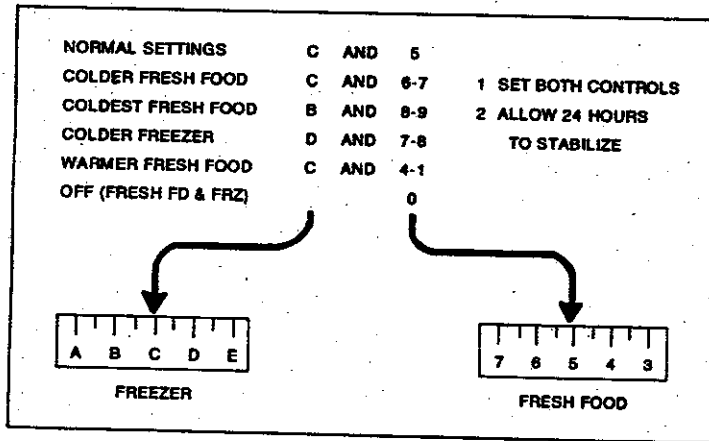 NORMAL SETTINGS C AND 5
COLDER FRESH FOOD C AND 6-7
COLDEST FRESH FOOD B AND 8-9
COLDER FREEZER D AND 7-8
WARMER FRESH FOOD C AND 4-1
OFF (FRESH FD & FRZ) 0
1 SET BOTH CONTROLS
2 ALLOW 24 HOURS
TO STABILIZE
A B C D E
FREEZER
7 6 5 4 3
FRESH FOOD